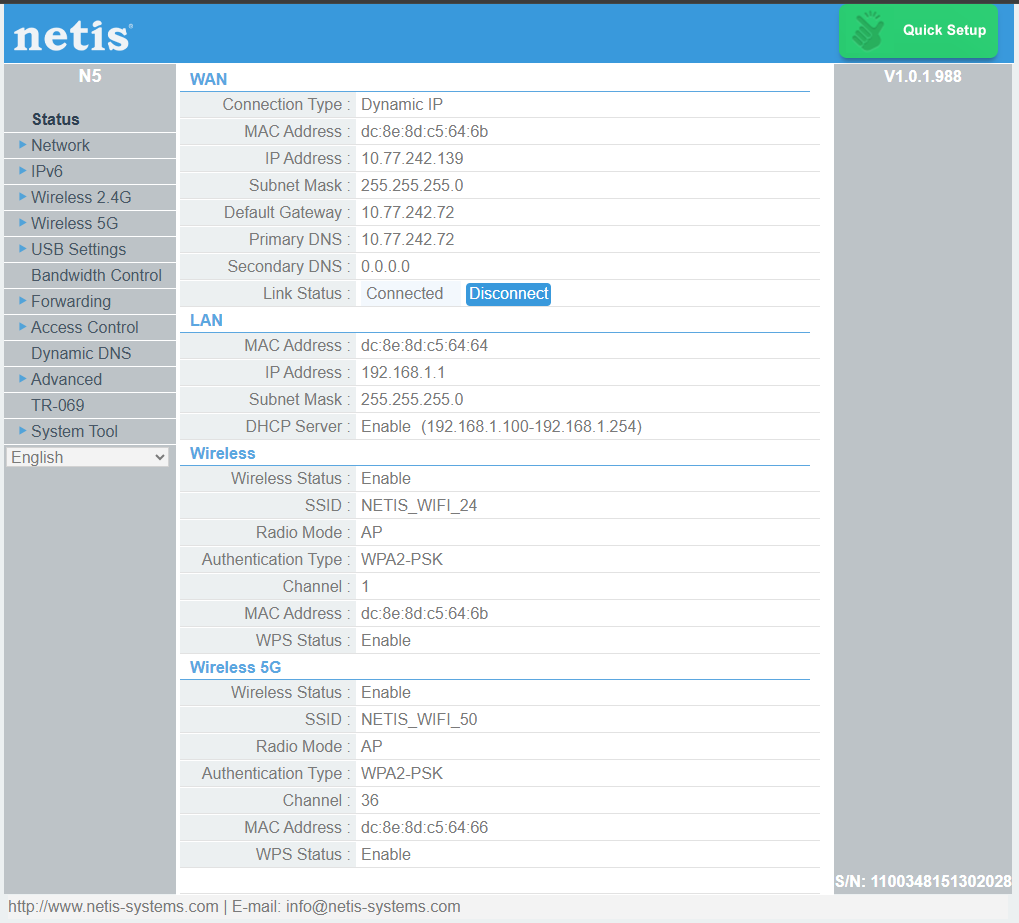 netis®
Quick Setup
N5
V1.0.1.988
Status
Network
IPv6
Wireless 2.4G
Wireless 5G
USB Settings
Bandwidth Control
Forwarding
Access Control
Dynamic DNS
Advanced
TR-069
System Tool
English
WAN
Connection Type : Dynamic IP
MAC Address : dc:8e:8d:c5:64:6b
IP Address : 10.77.242.139
Subnet Mask : 255.255.255.0
Default Gateway : 10.77.242.72
Primary DNS : 10.77.242.72
Secondary DNS : 0.0.0.0
Link Status : Connected Disconnect
LAN
MAC Address : dc:8e:8d:c5:64:64
IP Address : 192.168.1.1
Subnet Mask : 255.255.255.0
DHCP Server : Enable (192.168.1.100-192.168.1.254)
Wireless
Wireless Status : Enable
SSID : NETIS_WIFI_24
Radio Mode : AP
Authentication Type : WPA2-PSK
Channel : 1
MAC Address : dc:8e:8d:c5:64:6b
WPS Status : Enable
Wireless 5G
Wireless Status : Enable
SSID : NETIS_WIFI_50
Radio Mode : AP
Authentication Type : WPA2-PSK
Channel : 36
MAC Address : dc:8e:8d:c5:64:66
WPS Status : Enable
S/N: 1100348151302028
http://www.netis-systems.com | E-mail: info@netis-systems.com